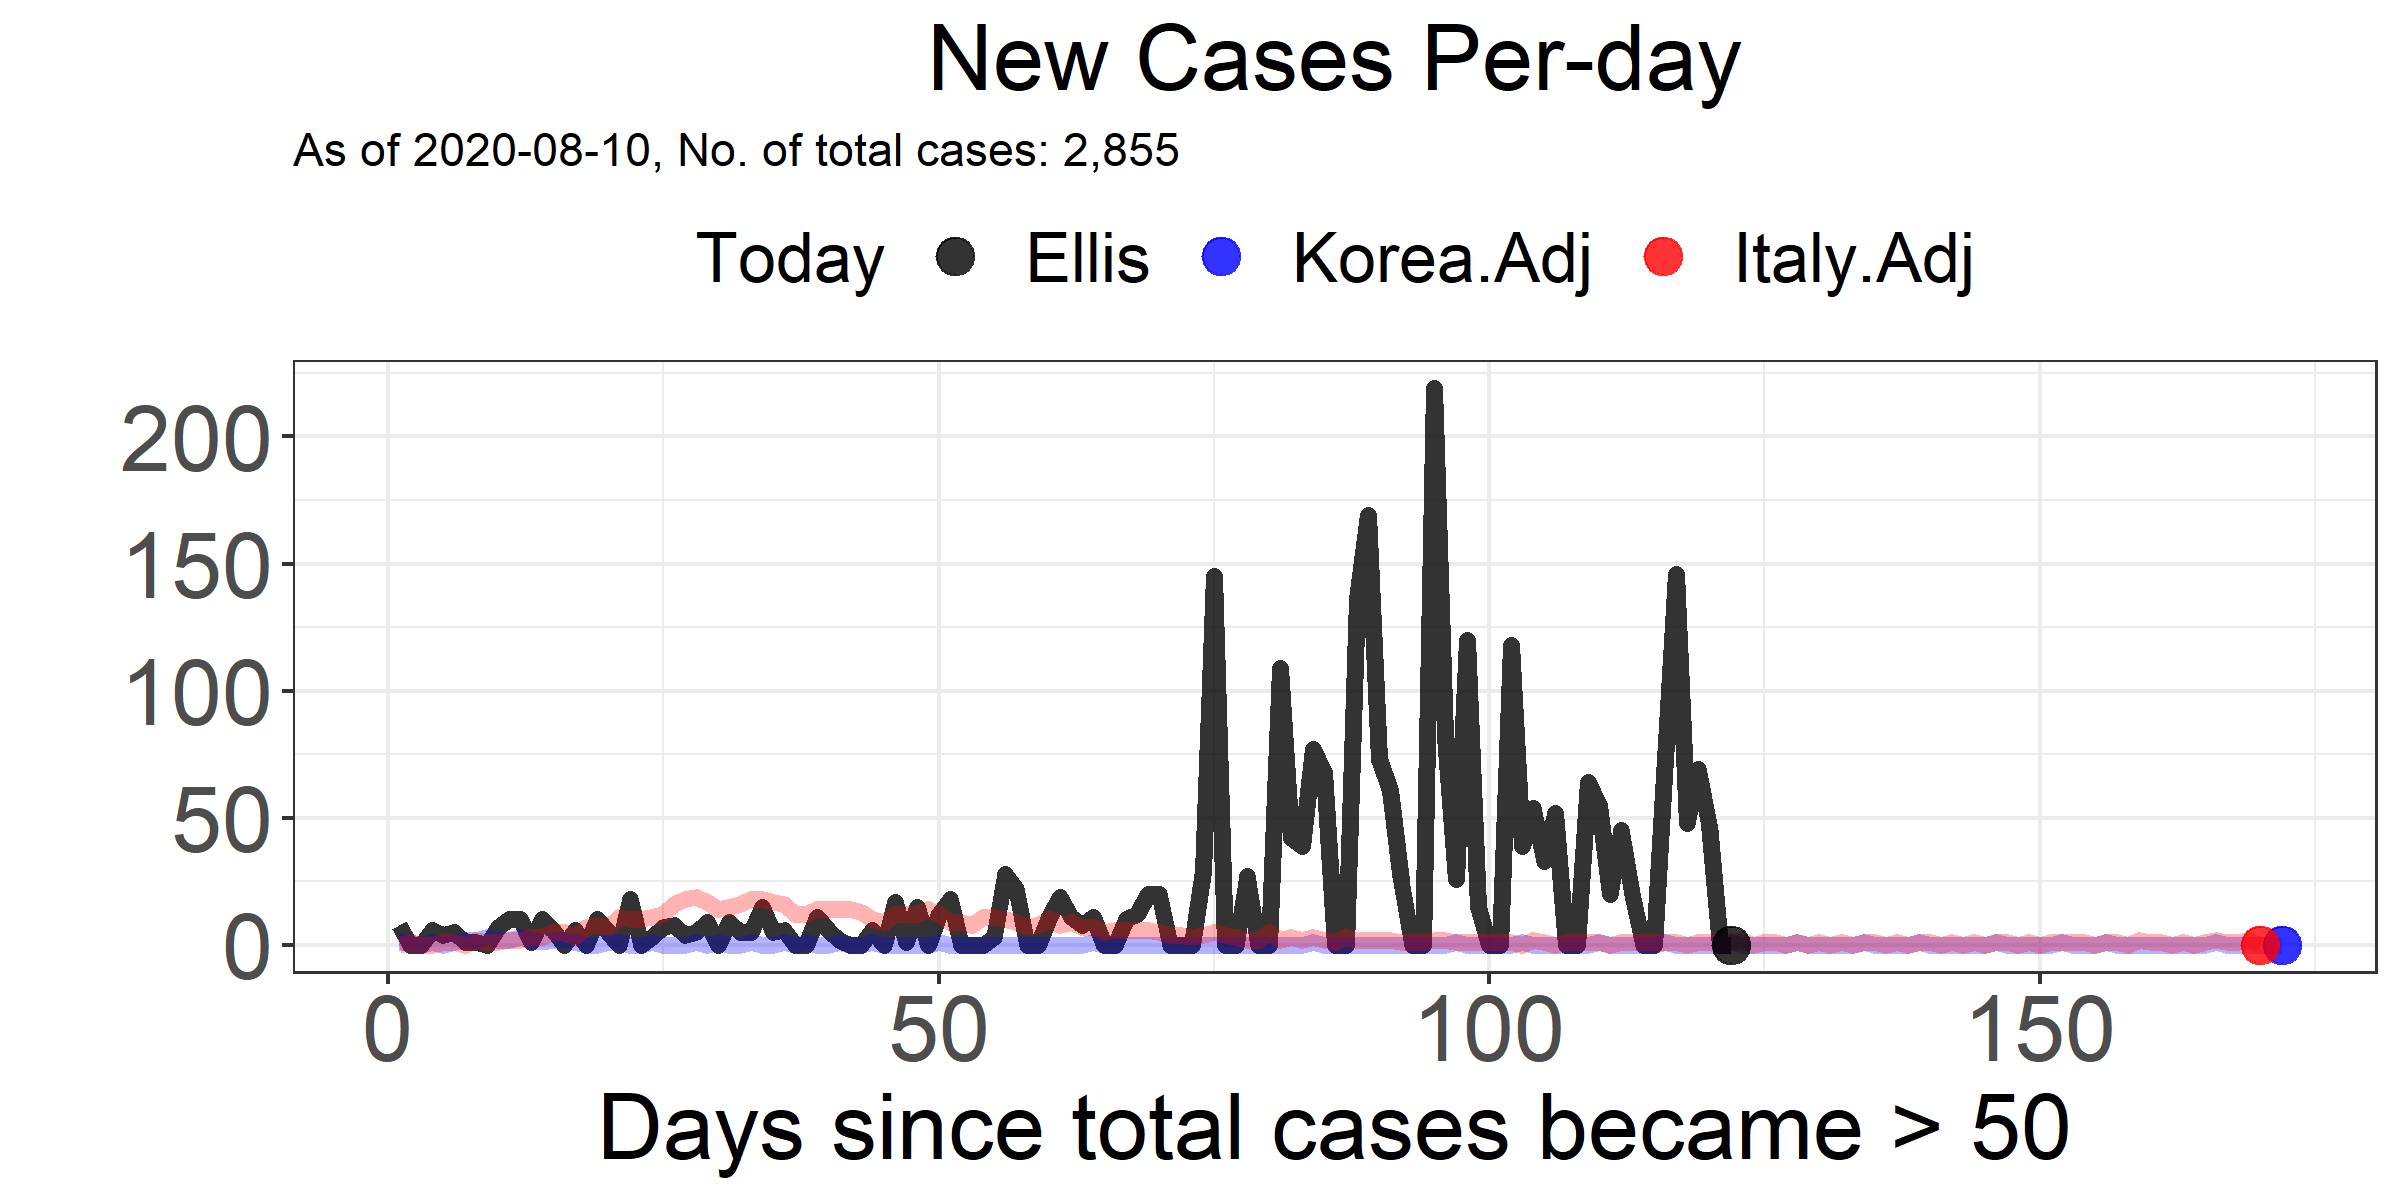 New Cases Per-day
As of 2020-08-10, No. of total cases: 2,855
Today Ellis Korea.Adj Italy.Adj
200
150
100
50
0
0 50 100 150
Days since total cases became > 50